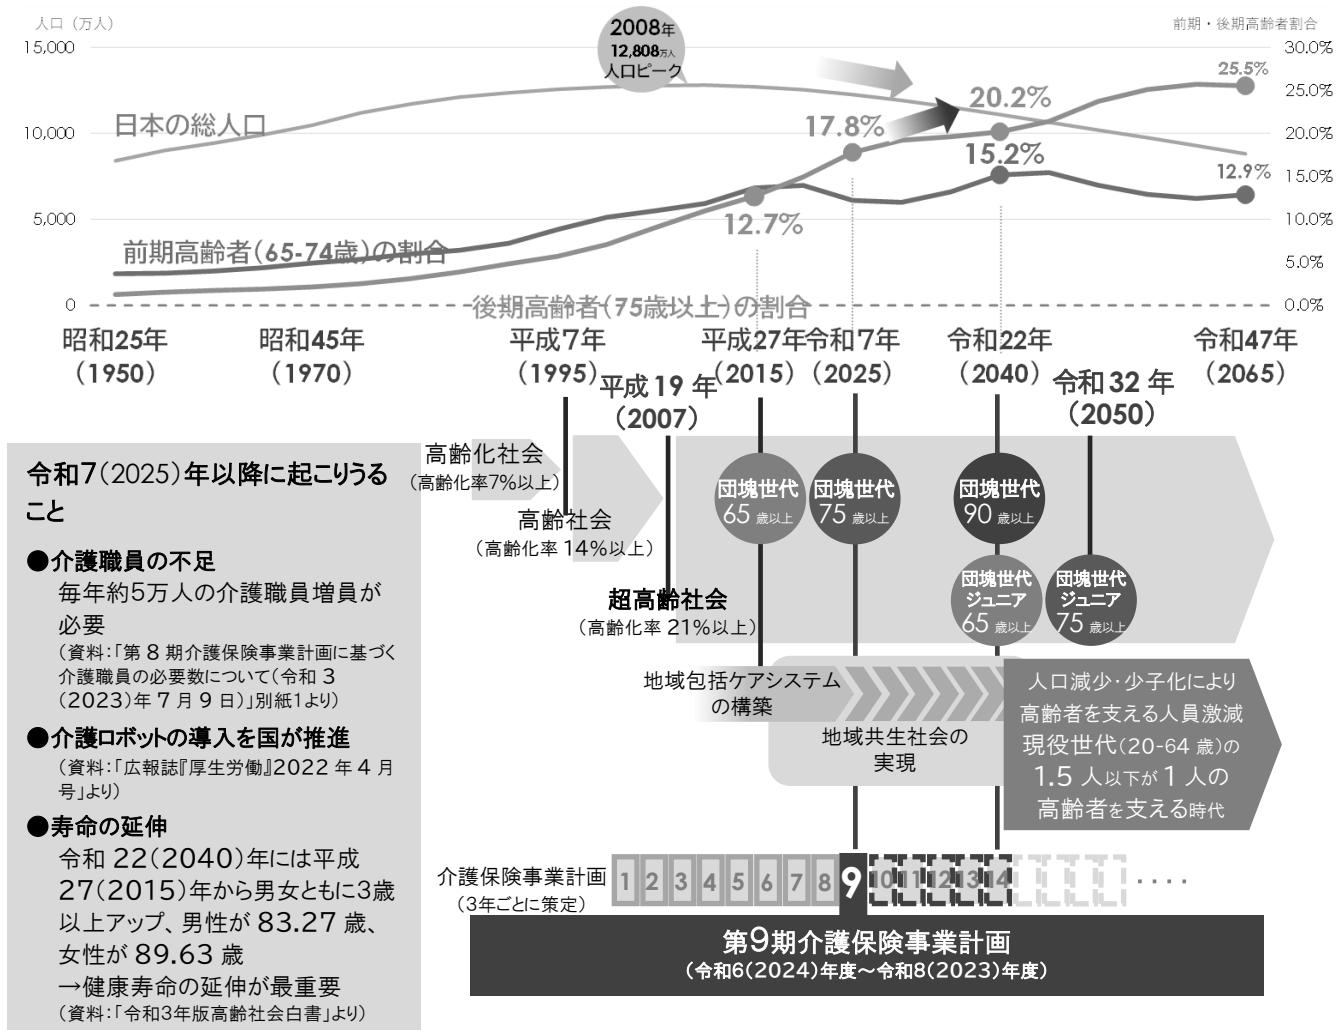 人口（万人）
前期・後期高齢者割合
2008年
12,808万人
人口ピーク
15,000
10,000
5,000
0
30.0%
25.0%
20.0%
15.0%
10.0%
5.0%
0.0%
日本の総人口
17.8%
20.2%
25.5%
15.2%
12.9%
12.7%
前期高齢者（65-74歳）の割合
後期高齢者（75歳以上）の割合
昭和25年
（1950）
昭和45年
（1970）
平成7年
（1995）
平成19年
（2007）
平成27年
（2015）
令和7年
（2025）
令和22年
（2040）
令和32年
（2050）
令和47年
（2065）
令和7（2025）年以降に起こりうる
こと
●介護職員の不足
毎年約5万人の介護職員増員が
必要
（資料：「第8期介護保険事業計画に基づく
介護職員の必要数について（令和3
（2023）年7月9日）」別紙1より）
●介護ロボットの導入を国が推進
（資料：「広報誌『厚生労働』2022年4月
号」より）
●寿命の延伸
令和22（2040）年には平成
27（2015）年から男女ともに3歳
以上アップ、男性が83.27歳、
女性が89.63歳
→健康寿命の延伸が最重要
（資料：「令和3年版高齢社会白書」より）
高齢化社会
（高齢化率7%以上）
高齢社会
（高齢化率14%以上）
超高齢社会
（高齢化率21%以上）
団塊世代
65歳以上
団塊世代
75歳以上
団塊世代
90歳以上
団塊世代
ジュニア
65歳以上
団塊世代
ジュニア
75歳以上
地域包括ケアシステム
の構築
地域共生社会の
実現
人口減少・少子化により
高齢者を支える人員激減
現役世代（20-64歳）の
1.5人以下が1人の
高齢者を支える時代
介護保険事業計画
（3年ごとに策定）
1 2 3 4 5 6 7 8 9 10 11 12 13 14 ････
第9期介護保険事業計画
（令和6（2024）年度～令和8（2023）年度）